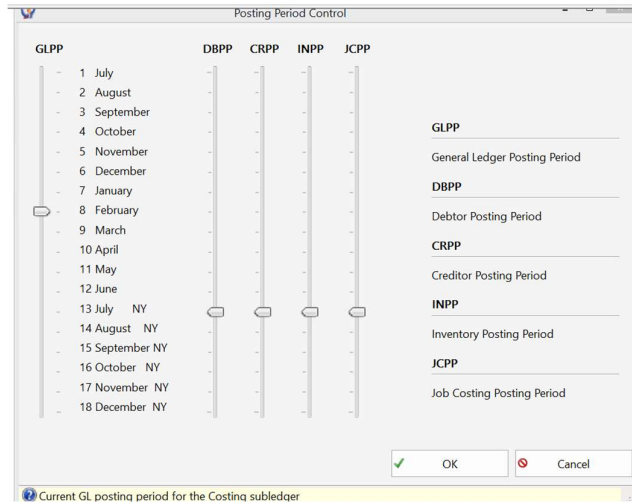 Posting Period Control
GLPP DBPP CRPP INPP JCPP
1 July
2 August
3 September
4 October
5 November
6 December
7 January
8 February
9 March
10 April
11 May
12 June
13 July NY
14 August NY
15 September NY
16 October NY
17 November NY
18 December NY
GLPP
General Ledger Posting Period
DBPP
Debtor Posting Period
CRPP
Creditor Posting Period
INPP
Inventory Posting Period
JCPP
Job Costing Posting Period
OK Cancel
Current GL posting period for the Costing subledger